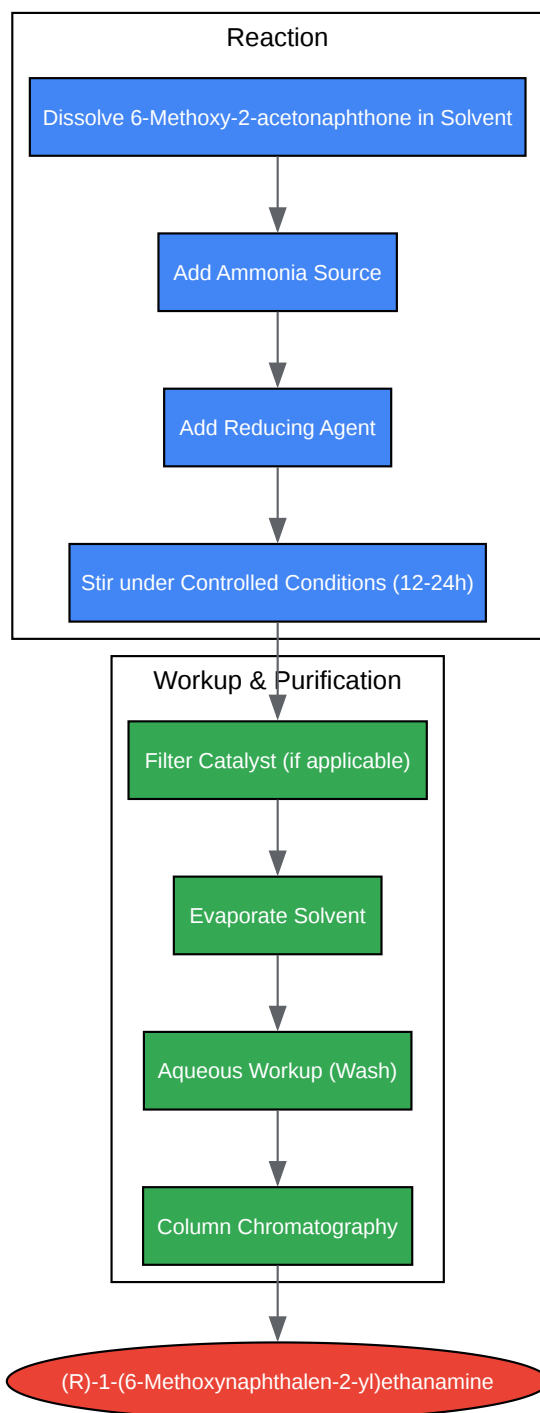 Reaction
Dissolve 6-Methoxy-2-acetonaphthone in Solvent
Add Ammonia Source
Add Reducing Agent
Stir under Controlled Conditions (12-24h)
Workup & Purification
Filter Catalyst (if applicable)
Evaporate Solvent
Aqueous Workup (Wash)
Column Chromatography
(R)-1-(6-Methoxynaphthalen-2-yl)ethanamine